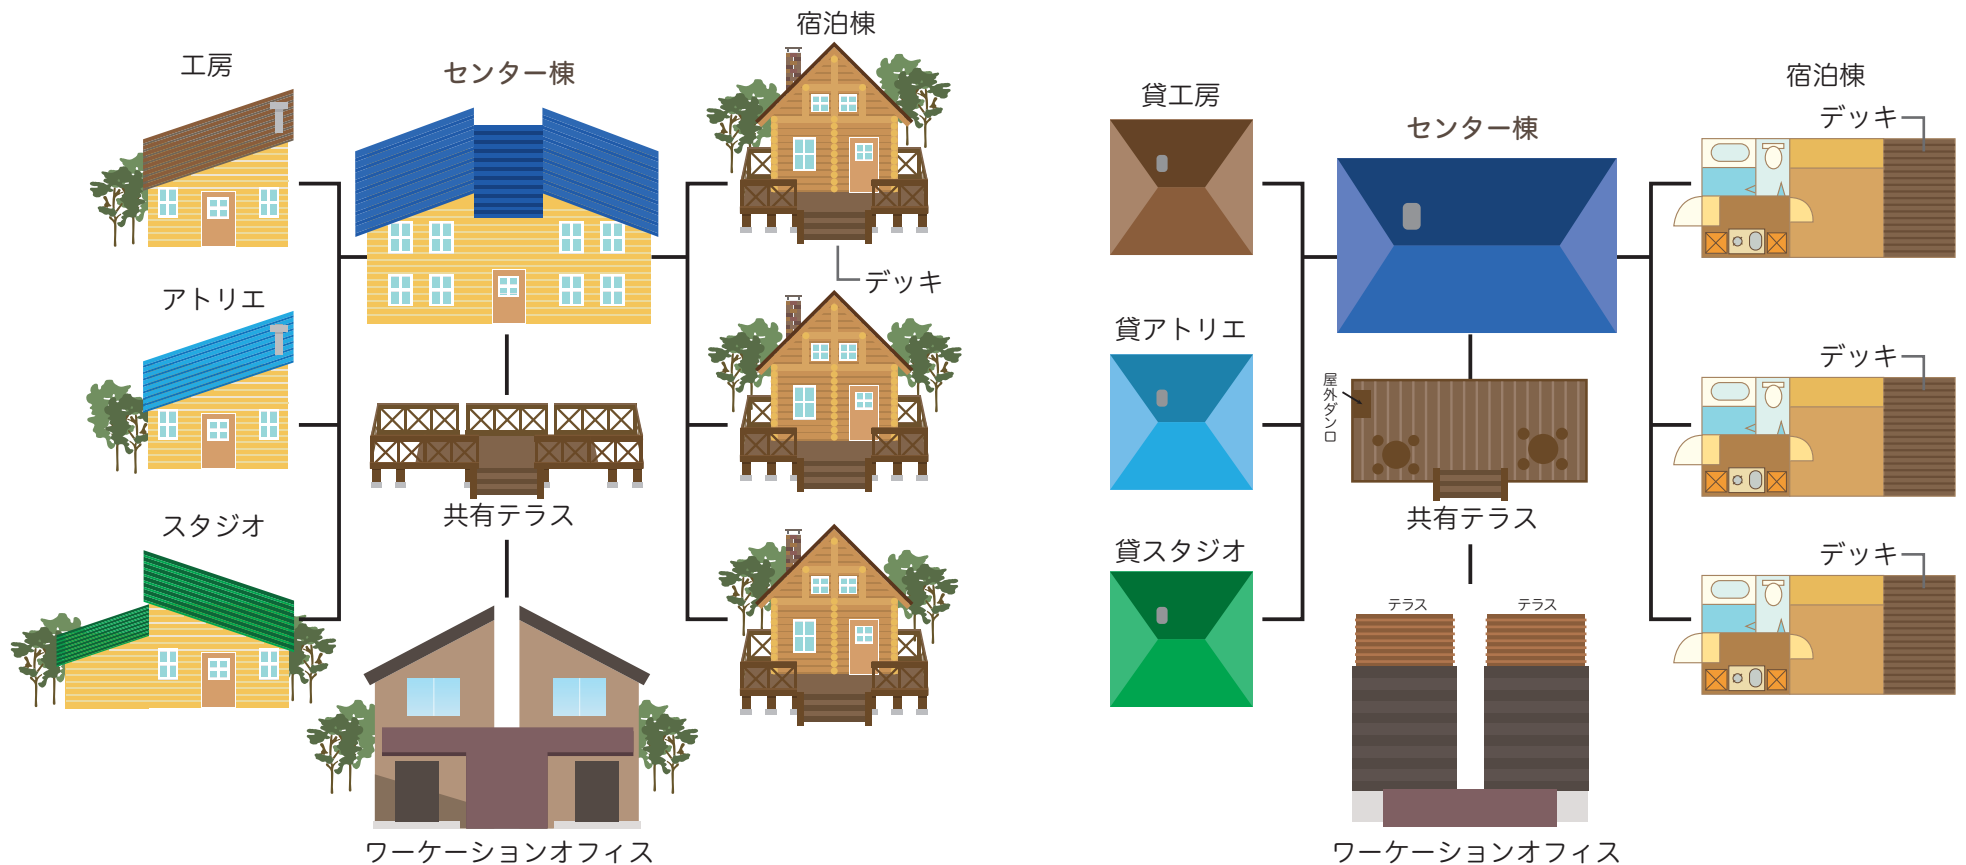 宿泊棟
工房
センター棟
デッキ
アトリエ
スタジオ
共有テラス
ワーケーションオフィス
宿泊棟
デッキ
貸工房
センター棟
貸アトリエ
デッキ
屋外ダンロ
共有テラス
貸スタジオ
デッキ
テラス
テラス
ワーケーションオフィス